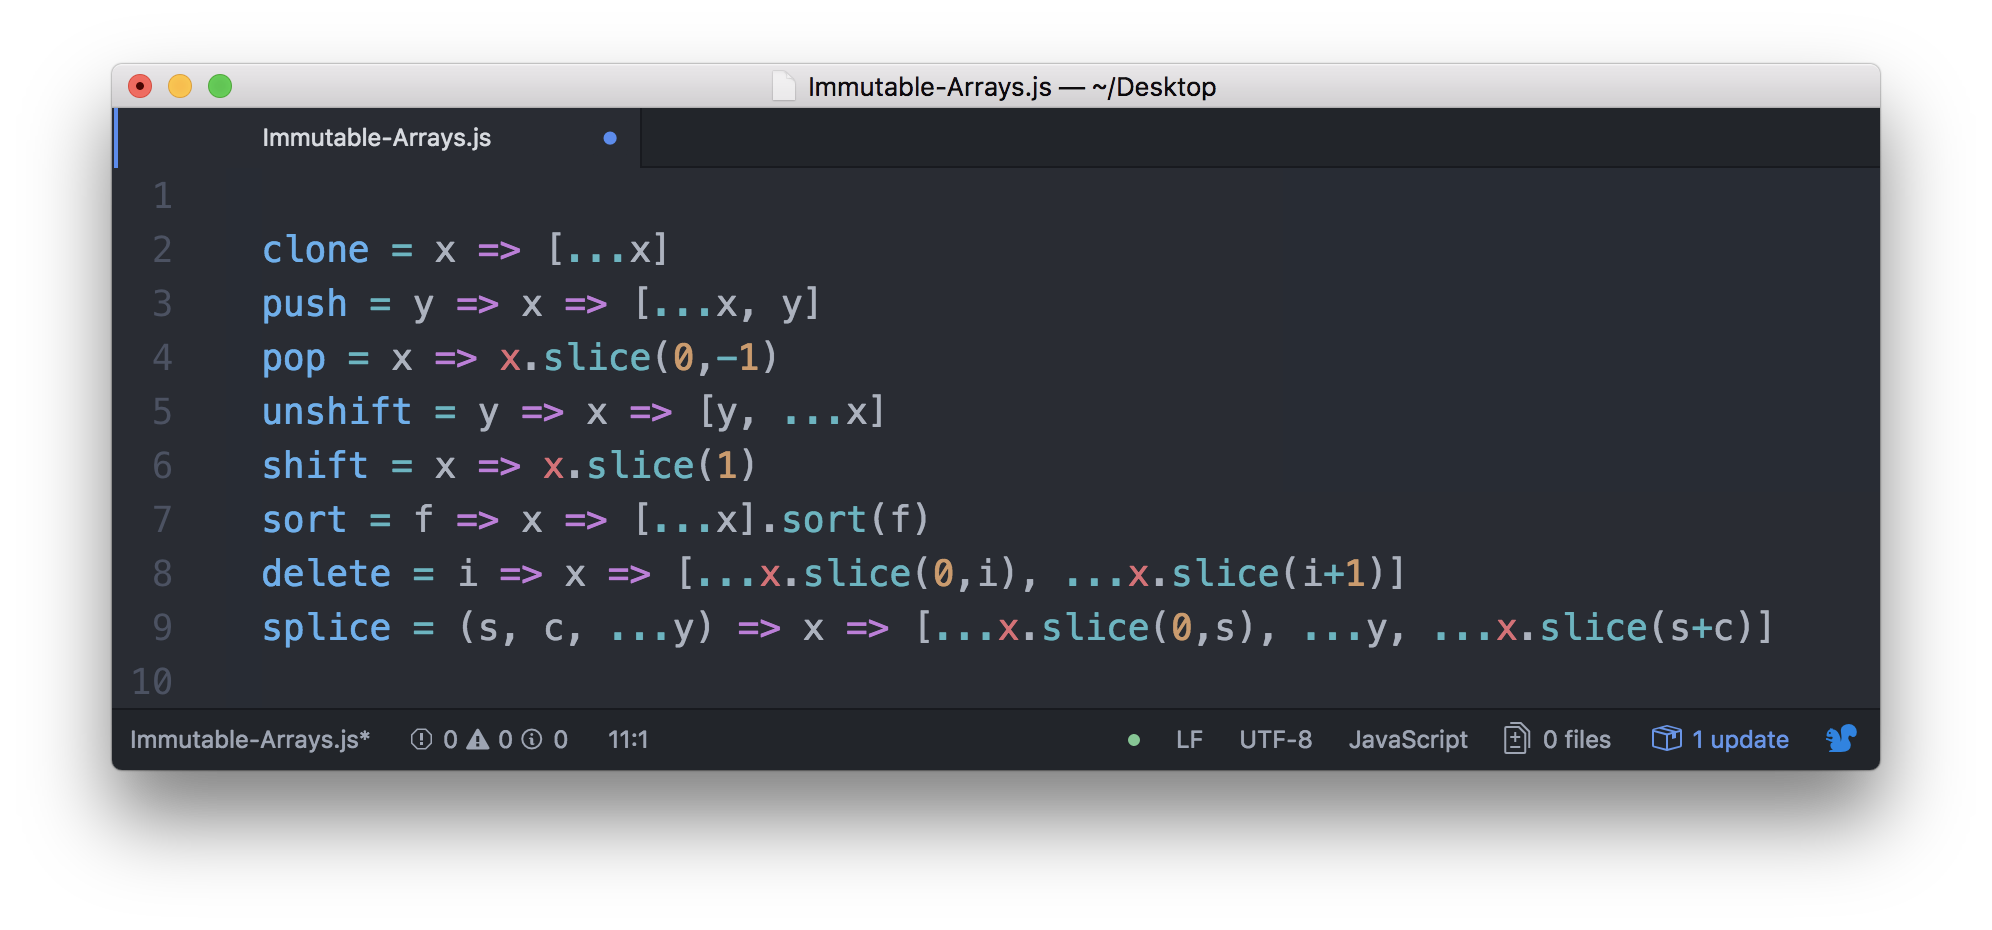 Immutable-Arrays.js — ~/Desktop
Immutable-Arrays.js
1
2 clone = x => [...x]
3 push = y => x => [...x, y]
4 pop = x => x.slice(0,-1)
5 unshift = y => x => [y, ...x]
6 shift = x => x.slice(1)
7 sort = f => x => [...x].sort(f)
8 delete = i => x => [...x.slice(0,i), ...x.slice(i+1)]
9 splice = (s, c, ...y) => x => [...x.slice(0,s), ...y, ...x.slice(s+c)]
10
Immutable-Arrays.js* 0 0 0 11:1 LF UTF-8 JavaScript 0 files 1 update